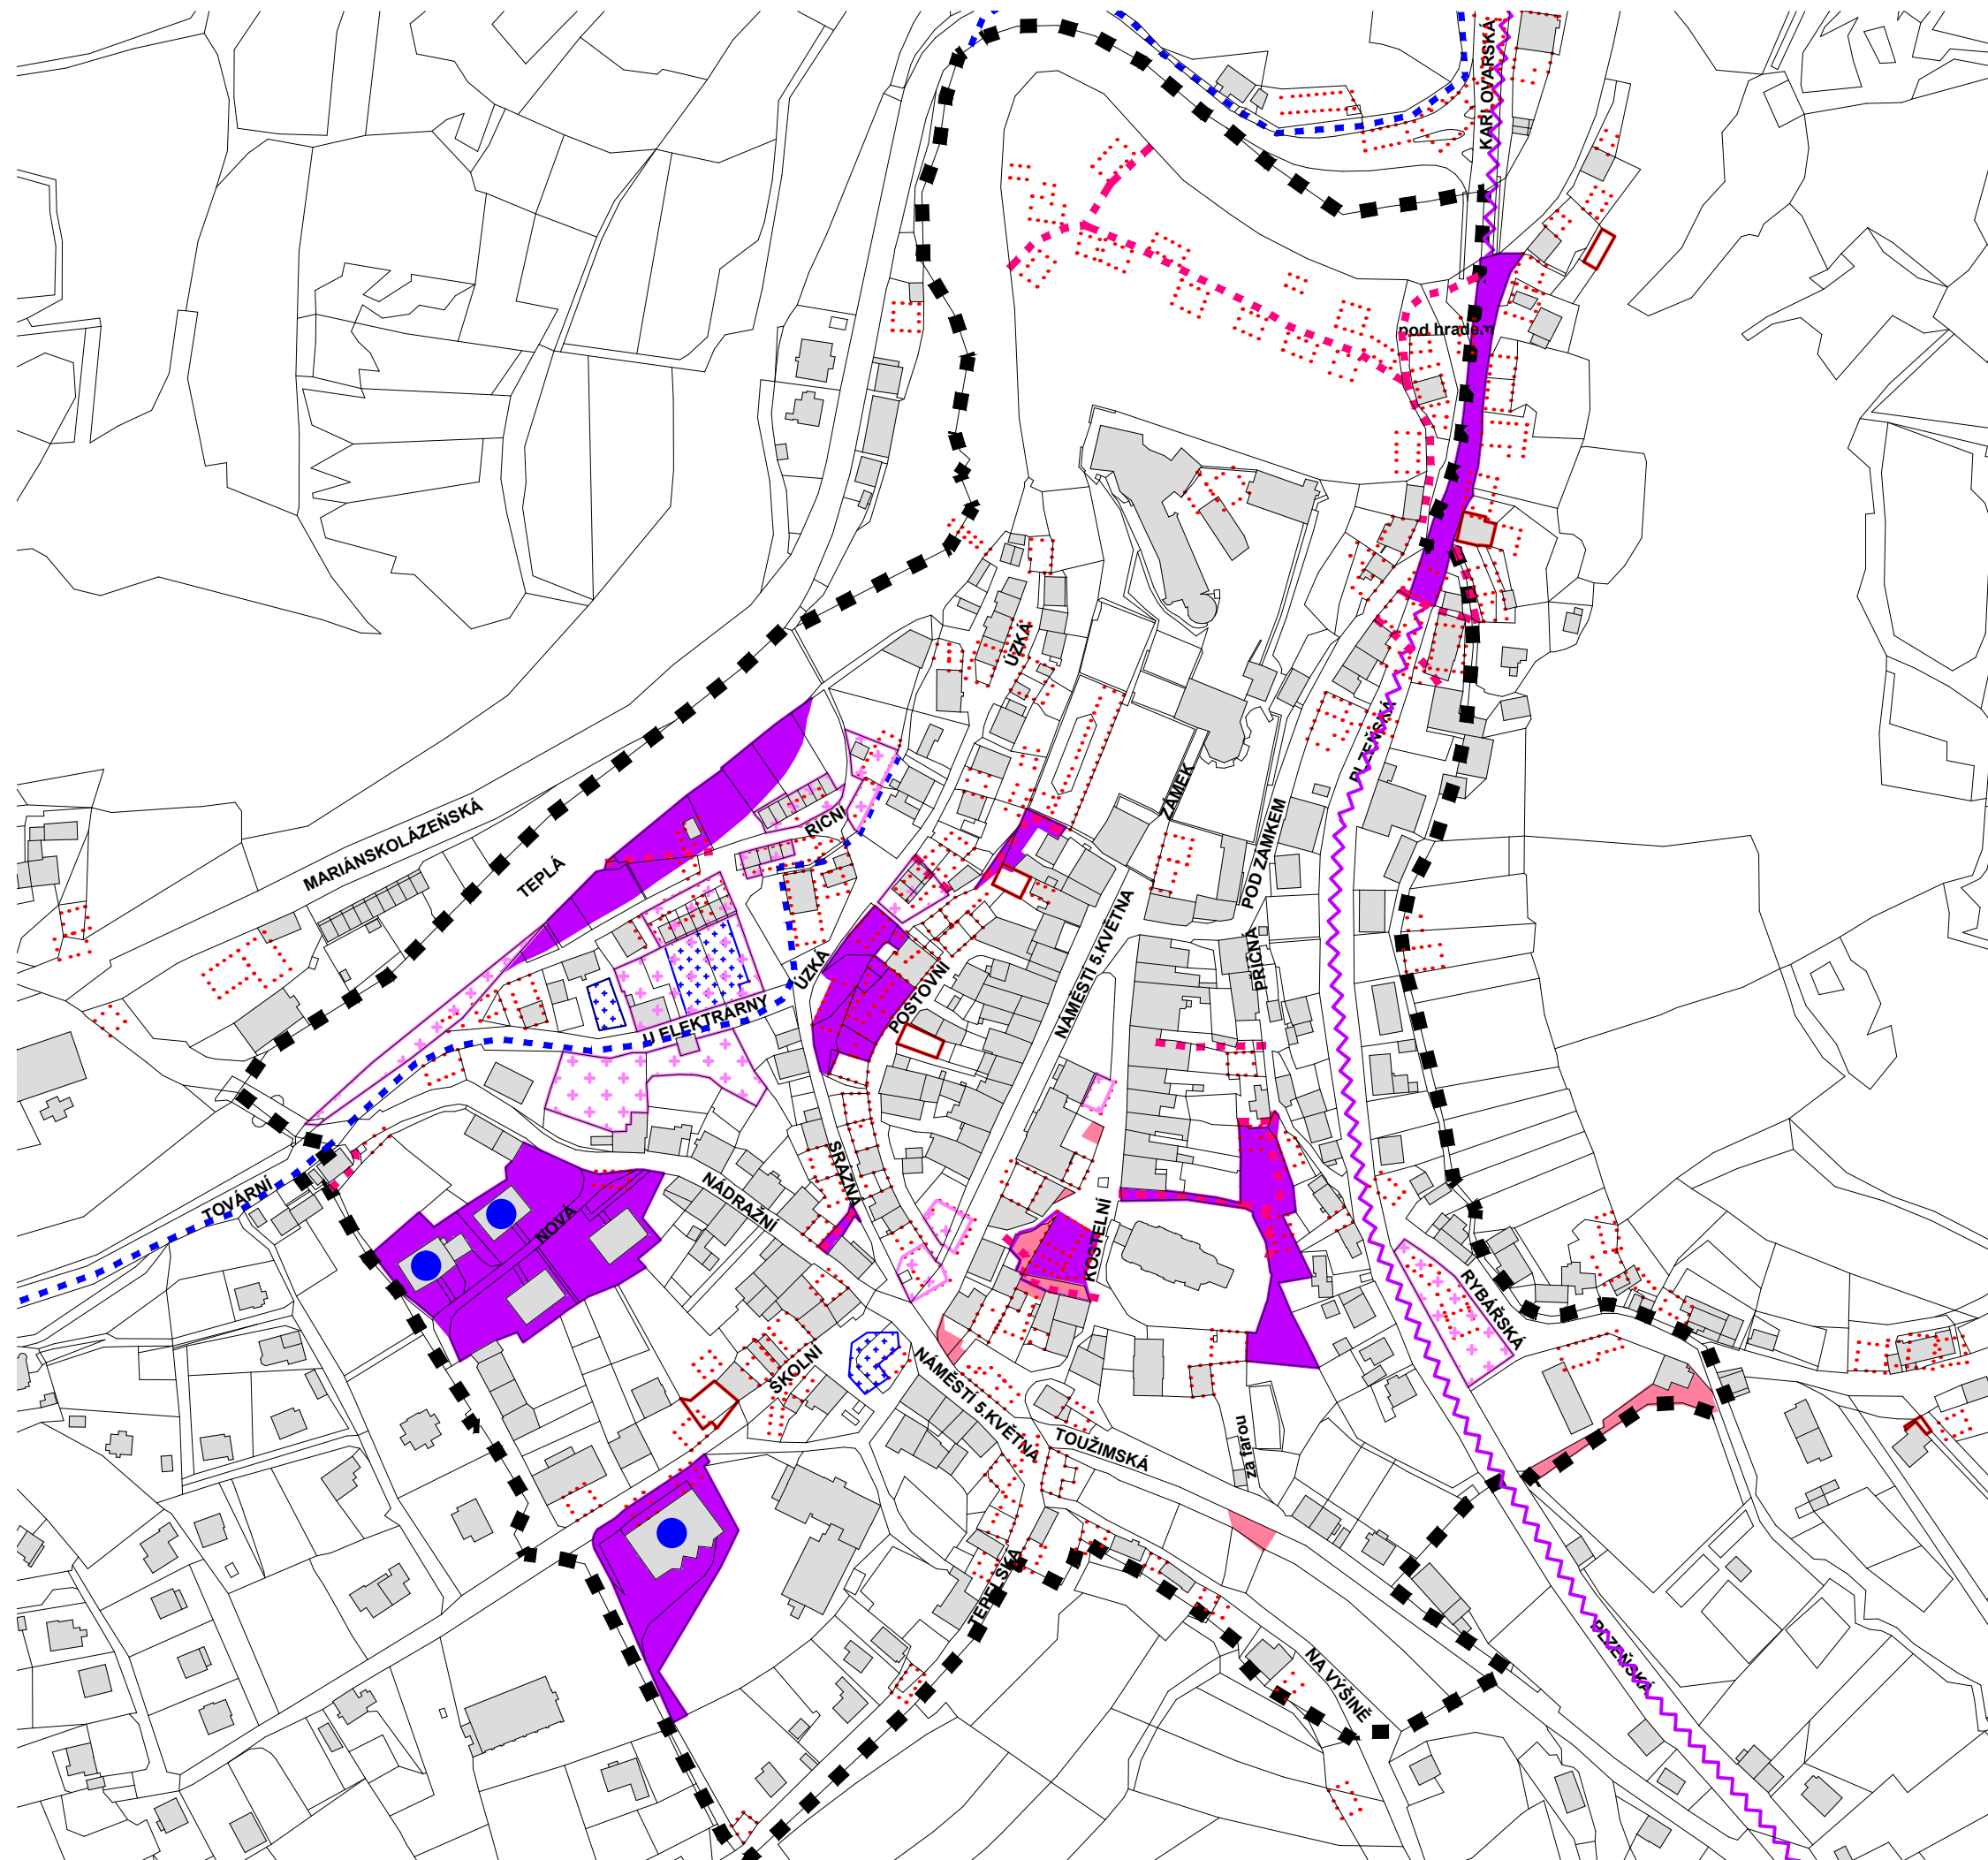 KARLOVARSKÁ
pod hradem
ÚZKÁ
PLZEŇSKÁ
ZÁMEK
MARIÁNSKOLÁZEŇSKÁ
ŘÍČNÍ
TEPLÁ
POD ZÁMKEM
NÁMĚSTÍ 5.KVĚTNA
PŘÍČNÁ
ÚZKÁ
POŠTOVNÍ
U ELEKTRÁRNY
SRÁZNÁ
TOVÁRNÍ
NOVÁ
NÁDRAŽNÍ
KOSTELNÍ
RYBÁŘSKÁ
ŠKOLNÍ
NÁMĚSTÍ 5.KVĚTNA
TOUŽIMSKÁ
za farou
TEPELSKÁ
NA VÝŠINĚ
PLZEŇSKÁ